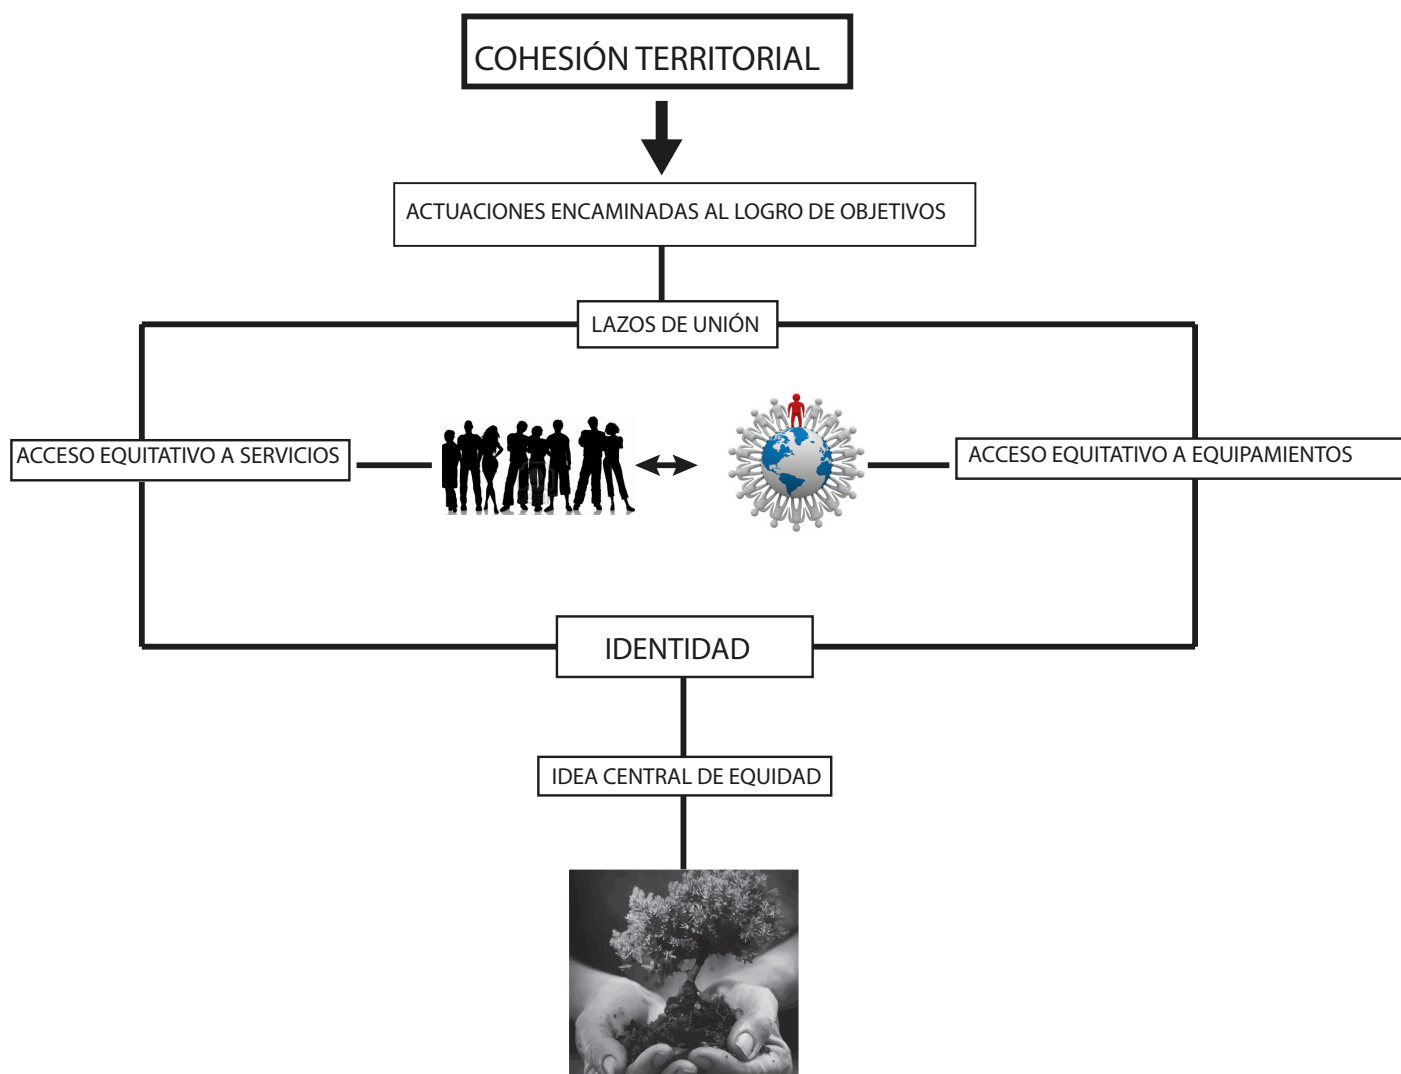 COHESIÓN TERRITORIAL
ACTUACIONES ENCAMINADAS AL LOGRO DE OBJETIVOS
LAZOS DE UNIÓN
ACCESO EQUITATIVO A SERVICIOS
ACCESO EQUITATIVO A EQUIPAMIENTOS
IDENTIDAD
IDEA CENTRAL DE EQUIDAD